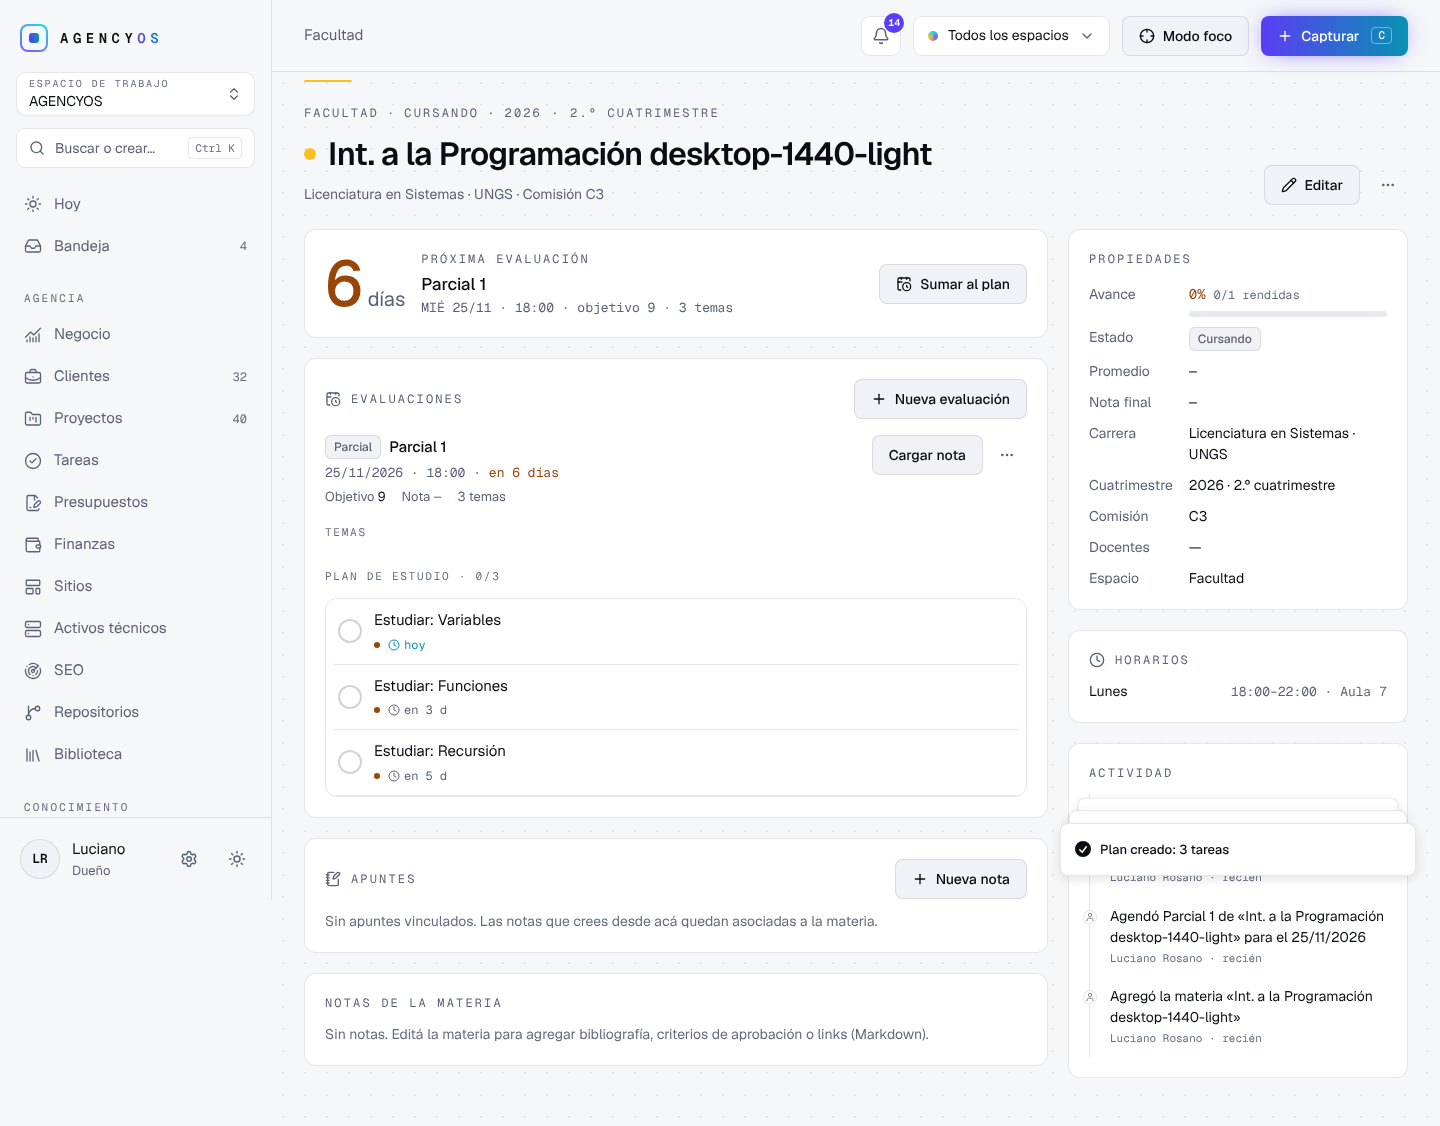 AGENCYOS
ESPACIO DE TRABAJO
AGENCYOS
Buscar o crear...
Ctrl K
Hoy
Bandeja
4
AGENCIA
Negocio
Clientes
32
Proyectos
40
Tareas
Presupuestos
Finanzas
Sitios
Activos técnicos
SEO
Repositorios
Biblioteca
CONOCIMIENTO
LR
Luciano
Dueño
Facultad
14
Todos los espacios
Modo foco
Capturar
C
FACULTAD · CURSANDO · 2026 · 2.º CUATRIMESTRE
Int. a la Programación desktop-1440-light
Licenciatura en Sistemas · UNGS · Comisión C3
Editar
6 días
PRÓXIMA EVALUACIÓN
Parcial 1
MIÉ 25/11 · 18:00 · objetivo 9 · 3 temas
Sumar al plan
EVALUACIONES
Nueva evaluación
Parcial
Parcial 1
25/11/2026 · 18:00 · en 6 días
Objetivo 9 Nota – 3 temas
Cargar nota
TEMAS
PLAN DE ESTUDIO · 0/3
Estudiar: Variables
hoy
Estudiar: Funciones
en 3 d
Estudiar: Recursión
en 5 d
APUNTES
Nueva nota
Sin apuntes vinculados. Las notas que crees desde acá quedan asociadas a la materia.
NOTAS DE LA MATERIA
Sin notas. Editá la materia para agregar bibliografía, criterios de aprobación o links (Markdown).
PROPIEDADES
Avance
0% 0/1 rendidas
Estado
Cursando
Promedio
–
Nota final
–
Carrera
Licenciatura en Sistemas ·
UNGS
Cuatrimestre
2026 · 2.º cuatrimestre
Comisión
C3
Docentes
—
Espacio
Facultad
HORARIOS
Lunes
18:00–22:00 · Aula 7
ACTIVIDAD
Plan creado: 3 tareas
Luciano Rosano · recién
Agendó Parcial 1 de «Int. a la Programación
desktop-1440-light» para el 25/11/2026
Luciano Rosano · recién
Agregó la materia «Int. a la Programación
desktop-1440-light»
Luciano Rosano · recién